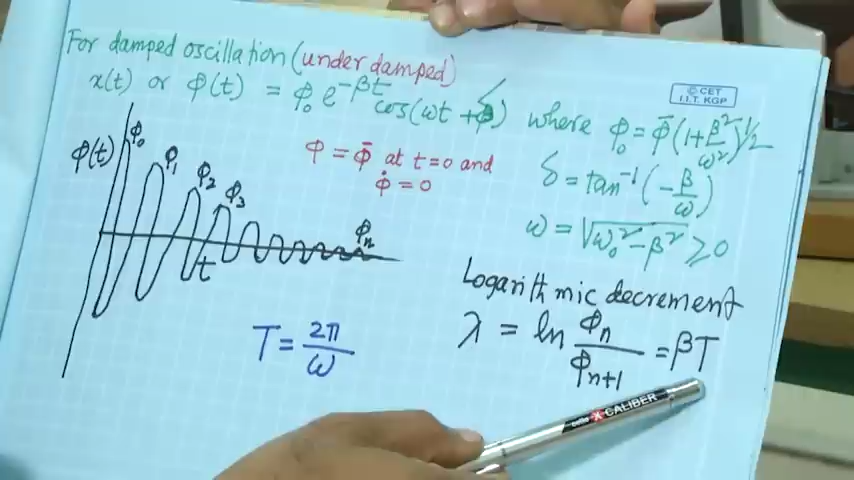 For damped oscillation (under damped)
x(t) or φ(t) = φ₀ e^-βt cos(ωt + δ) where φ₀ = φ̄ (1 + β²/ω²)^1/2
© CET
I.I.T. KGP
φ = φ̄ at t=0 and
φ̇ = 0
δ = tan⁻¹ (-β/ω)
ω = √(ω₀² - β²) ≥ 0
φ(t)
φ₀
φ₁
φ₂
φ₃
φn
t
T = 2π/ω
Logarithmic decrement
λ = ln φn/φn+1 = βT
cello X CALIBER